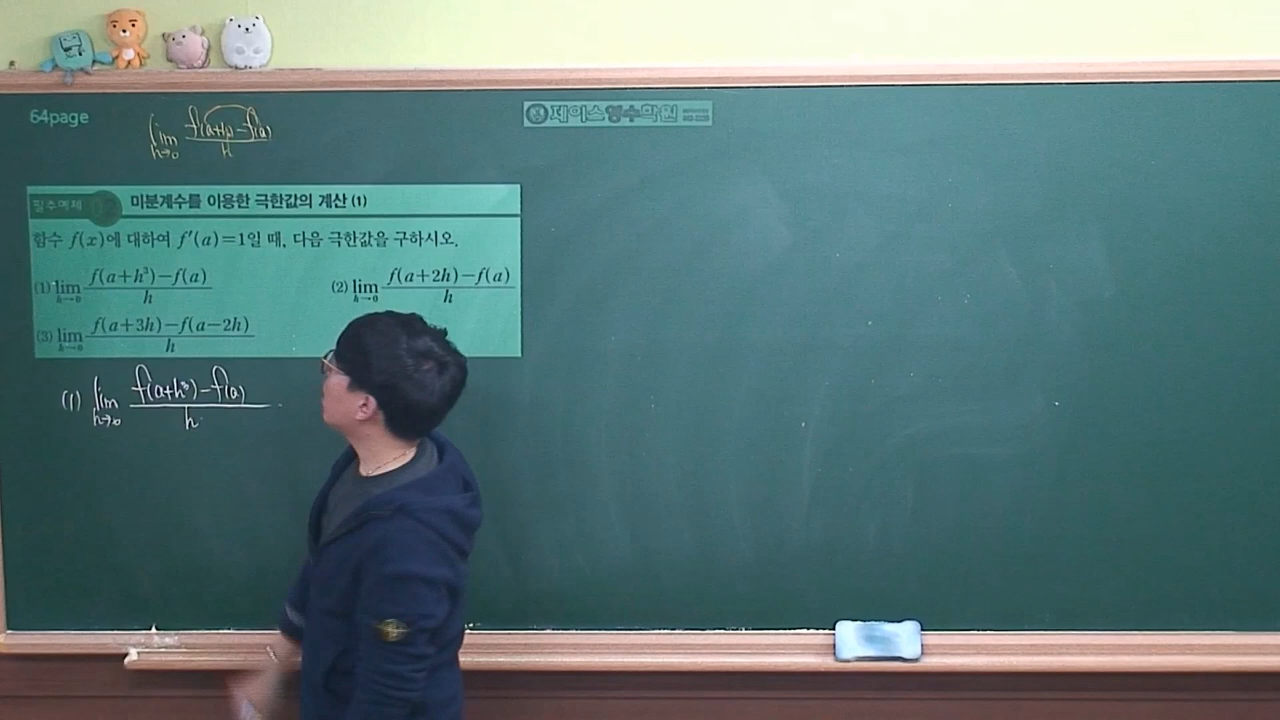 64page
lim h→0 f(a+h)-f(a) / h
제이스영수학원
필수예제 02 미분계수를 이용한 극한값의 계산 (1)
함수 f(x)에 대하여 f'(a)=1일 때, 다음 극한값을 구하시오.
(1) lim h→0 f(a+h³)-f(a) / h (2) lim h→0 f(a+2h)-f(a) / h
(3) lim h→0 f(a+3h)-f(a-2h) / h
(1) lim h→0 f(a+h³)-f(a) / h